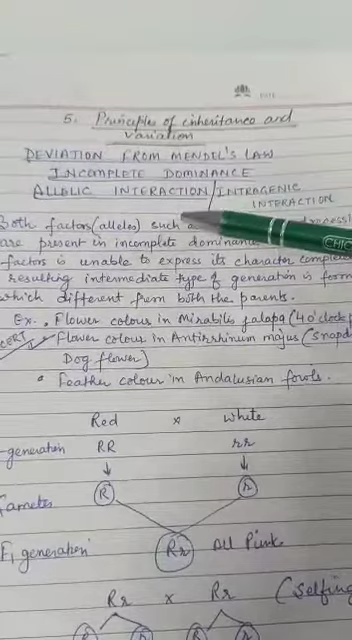 5. Principles of inheritance and
variation
DEVIATION FROM MENDEL'S LAW
INCOMPLETE DOMINANCE
ALLELIC INTERACTION/INTRAGENIC
INTERACTION
Both factors(alleles) such
are present in incomplete dominanc
factors is unable to express its character comple
resulting intermediate type of generation is form
which different from both the parents.
Ex. • Flower colour in Mirabilis jalapa (4 o'clock p
CERT • Flower colour in Antirrhinum majus (snapd
Dog flower)
• Feather colour in Andalusian fowls.
Red × White
generation RR rr
Gametes R r
F1 generation Rr All Pink
Rr × Rr (Selfing
CHIC